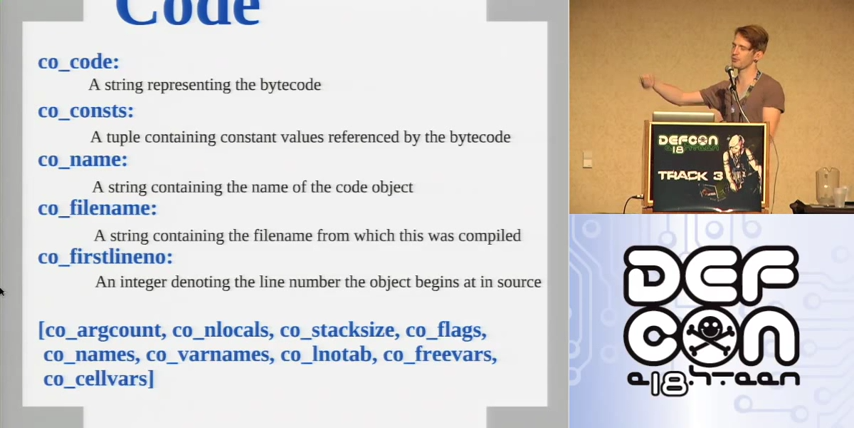 Code
co_code:
A string representing the bytecode
co_consts:
A tuple containing constant values referenced by the bytecode
co_name:
A string containing the name of the code object
co_filename:
A string containing the filename from which this was compiled
co_firstlineno:
An integer denoting the line number the object begins at in source
[co_argcount, co_nlocals, co_stacksize, co_flags,
co_names, co_varnames, co_lnotab, co_freevars,
co_cellvars]
DEFCON
18
TRACK 3
DEF
CON
e18.hteen